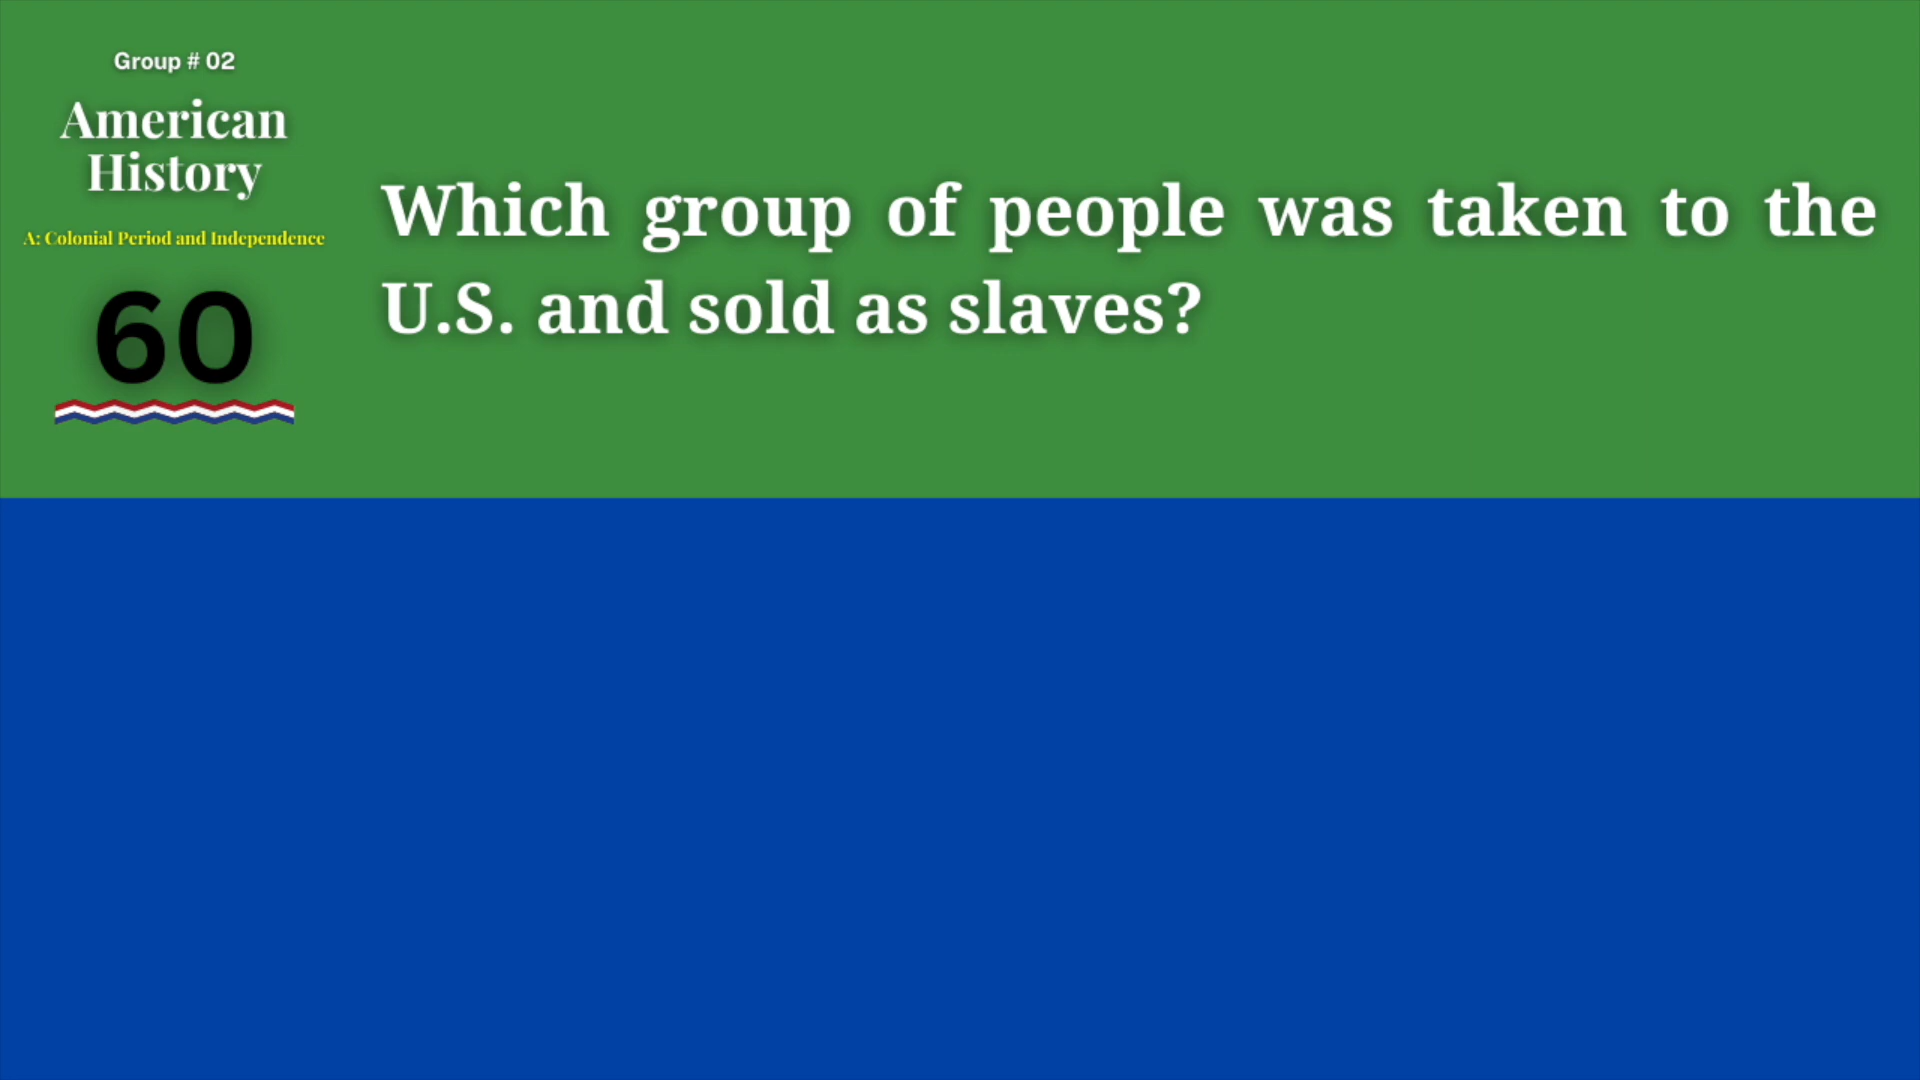 Group # 02
American
History
A: Colonial Period and Independence
60
Which group of people was taken to the
U.S. and sold as slaves?